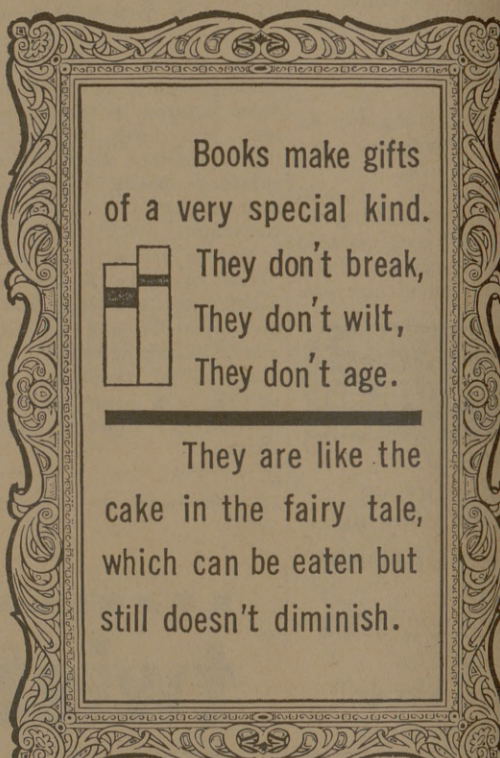 Books make gifts
of a very special kind.
They don't break,
They don't wilt,
They don't age.
They are like the
cake in the fairy tale,
which can be eaten but
still doesn't diminish.